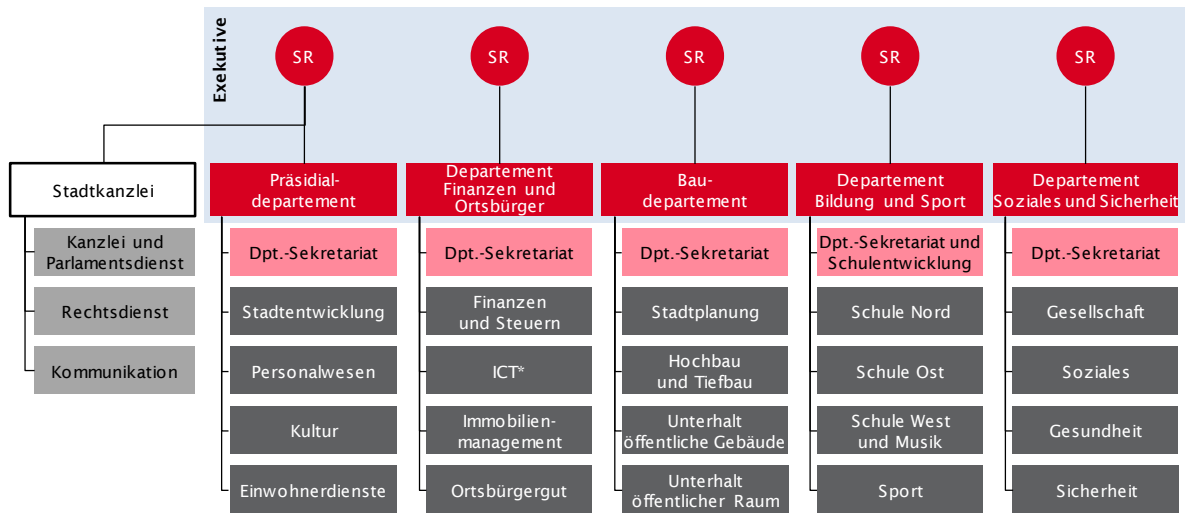 Exekutive
SR
SR
SR
SR
SR
Stadtkanzlei
Kanzlei und
Parlamentsdienst
Rechtsdienst
Kommunikation
Präsidial-
departement
Dpt.-Sekretariat
Stadtentwicklung
Personalwesen
Kultur
Einwohnerdienste
Departement
Finanzen und
Ortsbürger
Dpt.-Sekretariat
Finanzen
und Steuern
ICT*
Immobilien-
management
Ortsbürgergut
Bau-
departement
Dpt.-Sekretariat
Stadtplanung
Hochbau
und Tiefbau
Unterhalt
öffentliche Gebäude
Unterhalt
öffentlicher Raum
Departement
Bildung und Sport
Dpt.-Sekretariat und
Schulentwicklung
Schule Nord
Schule Ost
Schule West
und Musik
Sport
Departement
Soziales und Sicherheit
Dpt.-Sekretariat
Gesellschaft
Soziales
Gesundheit
Sicherheit